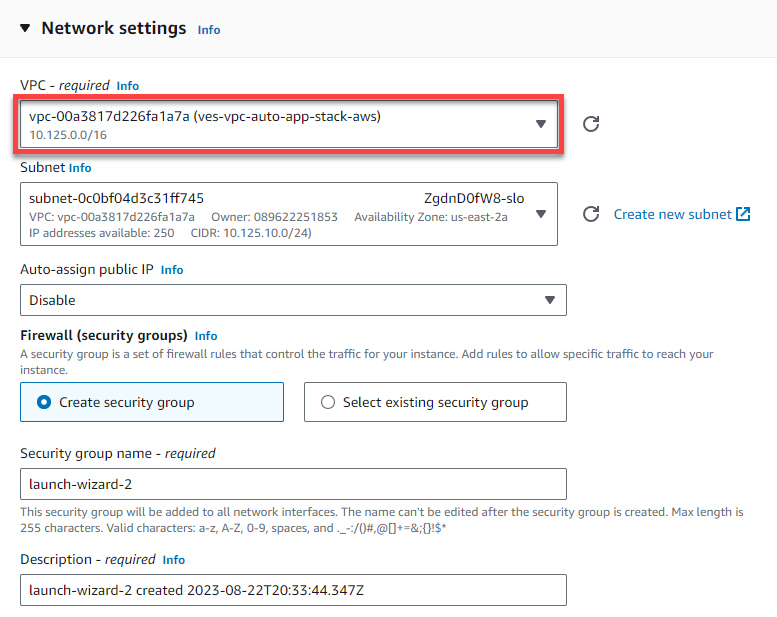 Network settings Info
VPC - required Info
vpc-00a3817d226fa1a7a (ves-vpc-auto-app-stack-aws)
10.125.0.0/16
Subnet Info
subnet-0c0bf04d3c31ff745 ZgdnD0fW8-slo
VPC: vpc-00a3817d226fa1a7a Owner: 089622251853 Availability Zone: us-east-2a
IP addresses available: 250 CIDR: 10.125.10.0/24)
Create new subnet
Auto-assign public IP Info
Disable
Firewall (security groups) Info
A security group is a set of firewall rules that control the traffic for your instance. Add rules to allow specific traffic to reach your
instance.
Create security group
Select existing security group
Security group name - required
launch-wizard-2
This security group will be added to all network interfaces. The name can't be edited after the security group is created. Max length is
255 characters. Valid characters: a-z, A-Z, 0-9, spaces, and ._-:/()#,@[]+=&;{}!$*
Description - required Info
launch-wizard-2 created 2023-08-22T20:33:44.347Z